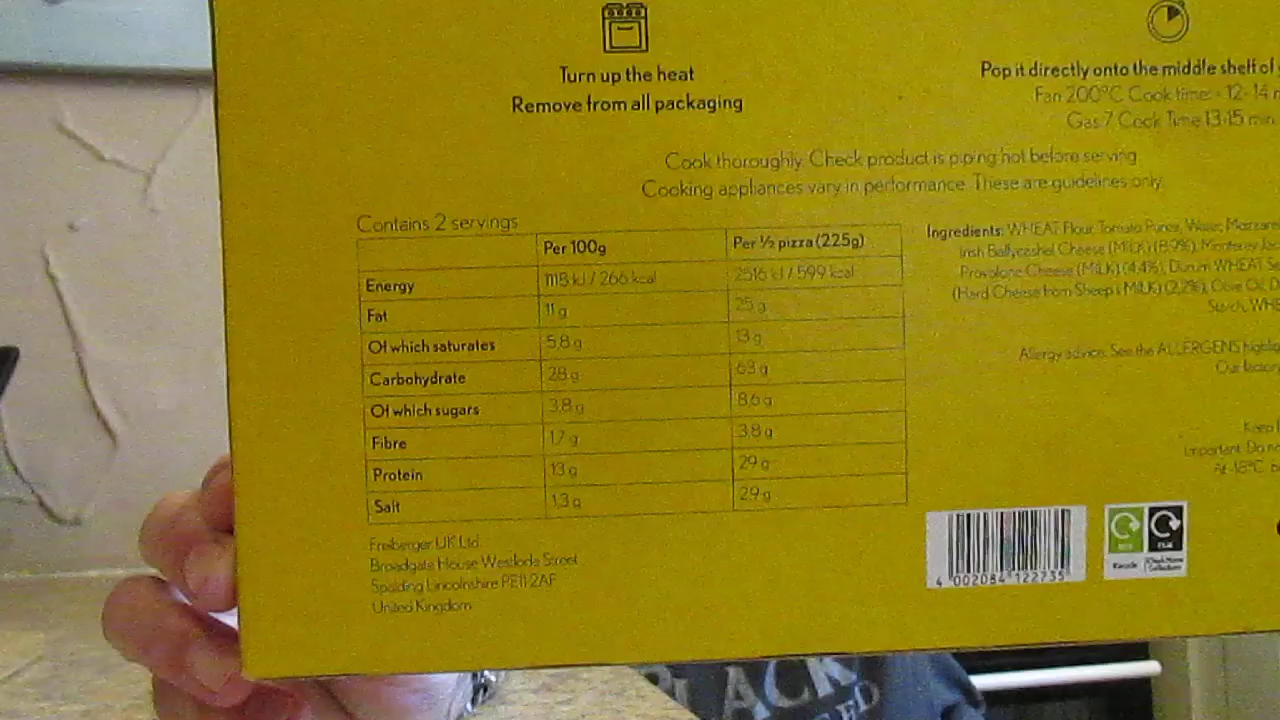 Turn up the heat
Remove from all packaging
Pop it directly onto the middle shelf of
Fan 200°C Cook time: 12-14
Gas 7 Cook Time 13-15 min
Cook thoroughly. Check product is piping hot before serving
Cooking appliances vary in performance. These are guidelines only.
Contains 2 servings
Per 100g Per ½ pizza (225g)
Energy 1118 kJ / 266 kcal 2516 kJ / 599 kcal
Fat 11 g 25 g
Of which saturates 5,8 g 13 g
Carbohydrate 28 g 63 g
Of which sugars 3,8 g 8,6 g
Fibre 1,7 g 3,8 g
Protein 13 g 29 g
Salt 1,3 g 2,9 g
Ingredients: WHEAT Flour, Tomato Puree, Water,
Irish Ballycashel Cheese (MILK) (8,9%), Monterey
Provolone Cheese (MILK) (4,4%), Durum WHEAT
(Hard Cheese from Sheep's MILK) (2,2%), Olive Oil,
Starch,
Allergy advice: See the ALLERGENS
Our factory
Keep
Important: Do not
At -18°C
Freiberger UK Ltd
Broadgate House Westlode Street
Spalding Lincolnshire PE11 2AF
United Kingdom
4 002084 122735
Recycle
BLACK